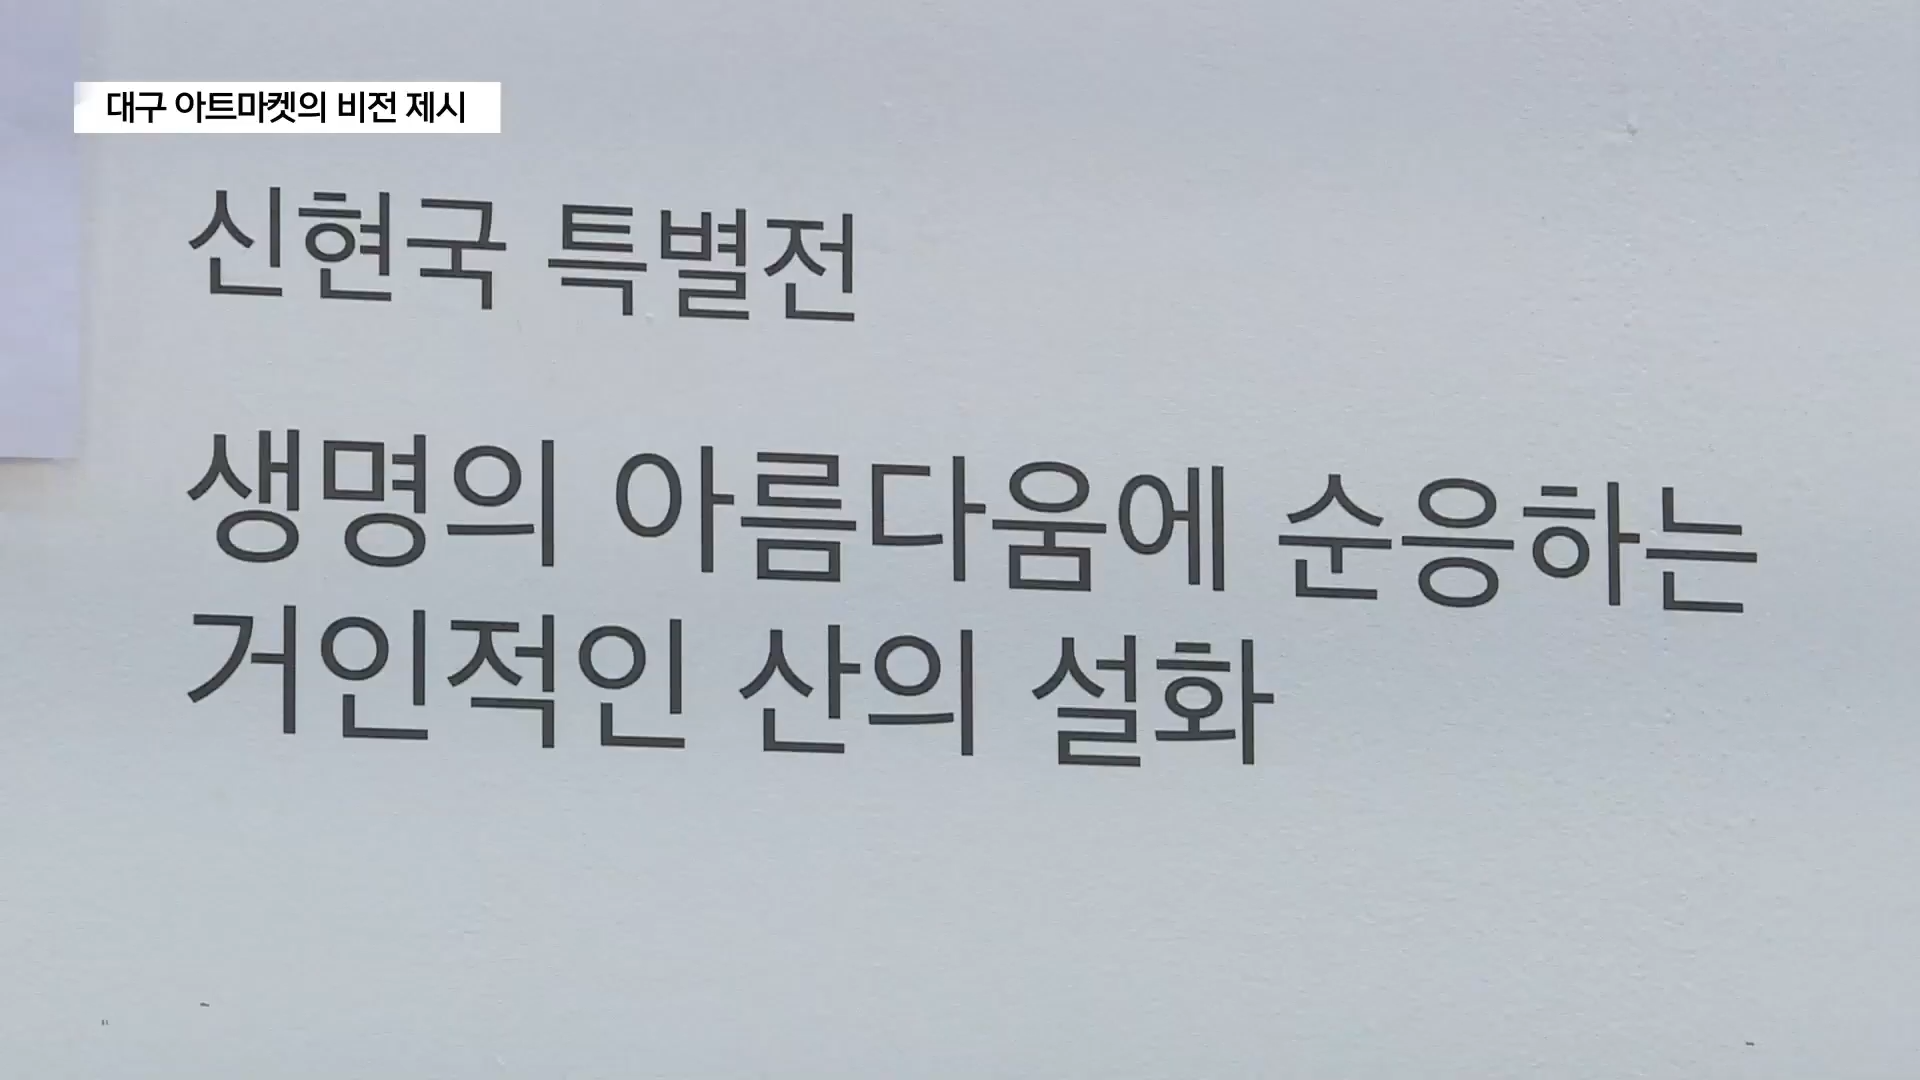 대구 아트마켓의 비전 제시
신현국 특별전
생명의 아름다움에 순응하는
거인적인 산의 설화